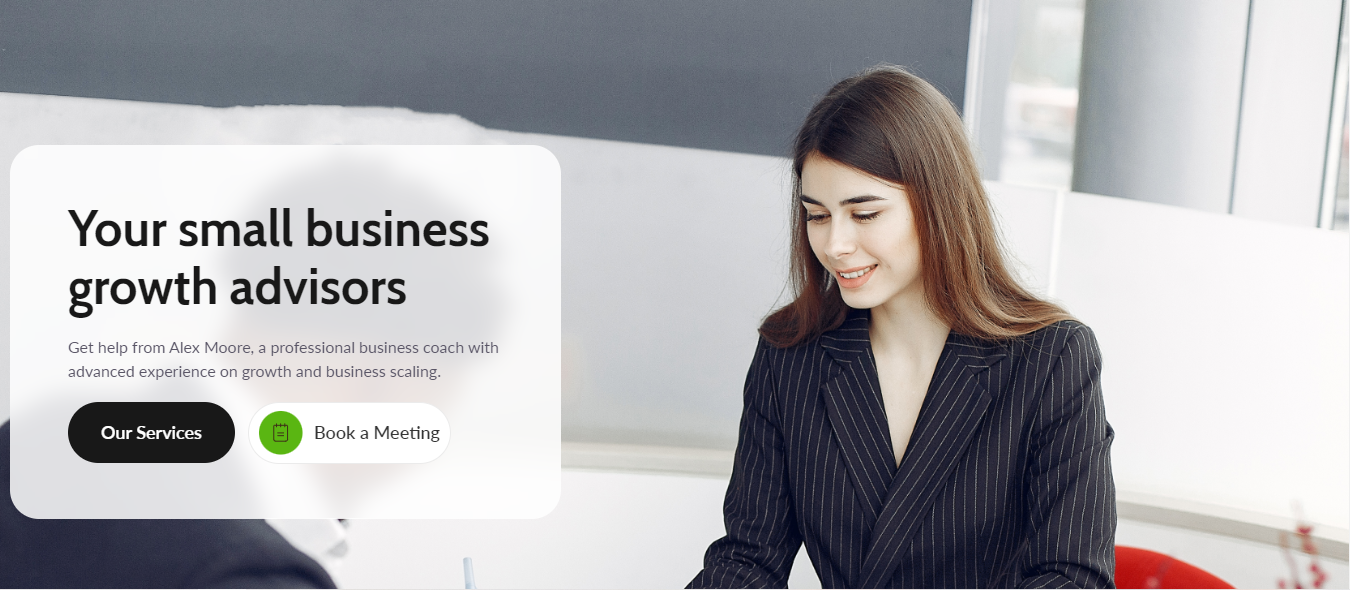 Your small business
growth advisors
Get help from Alex Moore, a professional business coach with
advanced experience on growth and business scaling.
Our Services
Book a Meeting